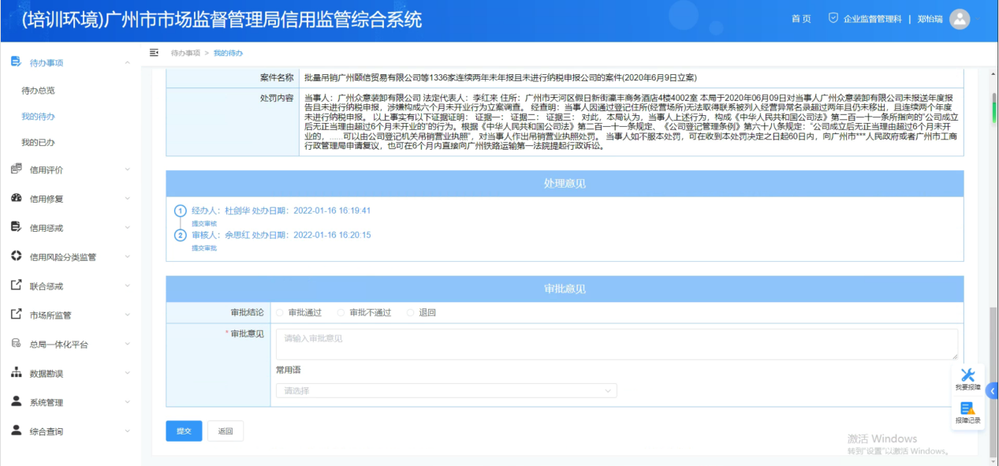 (培训环境)广州市市场监督管理局信用监管综合系统
首页
企业监督管理科 | 郑怡瑞
待办事项
待办总览
我的待办
我的已办
信用评价
信用修复
信用惩戒
信用风险分类监管
联合惩戒
市场所监管
总局一体化平台
数据勘误
系统管理
综合查询
待办事项 > 我的待办
案件名称
批量吊销广州颐信贸易有限公司等1336家连续两年未年报且未进行纳税申报公司的案件(2020年6月9日立案)
处罚内容
当事人：广州众意装卸有限公司 法定代表人：李红来 住所：广州市天河区假日新街瀛丰商务酒店4楼4002室 本局于2020年06月09日对当事人广州众意装卸有限公司未报送年度报
告且未进行纳税申报，涉嫌构成六个月未开业行为立案调查。 经查明：当事人因通过登记住所(经营场所)无法取得联系被列入经营异常名录超过两年且仍未移出，且连续两个年度
未进行纳税申报。 以上事实有以下证据证明： 证据一： 证据二： 证据三： 对此，本局认为，当事人上述行为，构成《中华人民共和国公司法》第二百一十一条所指向的“公司成立
后无正当理由超过6个月未开业的”的行为。根据《中华人民共和国公司法》第二百一十一条规定、《公司登记管理条例》第六十八条规定：“公司成立后无正当理由超过6个月未开
业的，……可以由公司登记机关吊销营业执照”，对当事人作出吊销营业执照处罚。 当事人如不服本处罚，可在收到本处罚决定之日起60日内，向广州市***人民政府或者广州市工商
行政管理局申请复议，也可在6个月内直接向广州铁路运输第一法院提起行政诉讼。
处理意见
1 经办人：杜剑华 处办日期：2022-01-16 16:19:41
提交审核
2 审核人：余思红 处办日期：2022-01-16 16:20:15
提交审批
审批意见
审批结论
审批通过 审批不通过 退回
* 审批意见
请输入审批意见
常用语
请选择
提交 返回
我要报障
报障记录
激活 Windows
转到“设置”以激活 Windows。